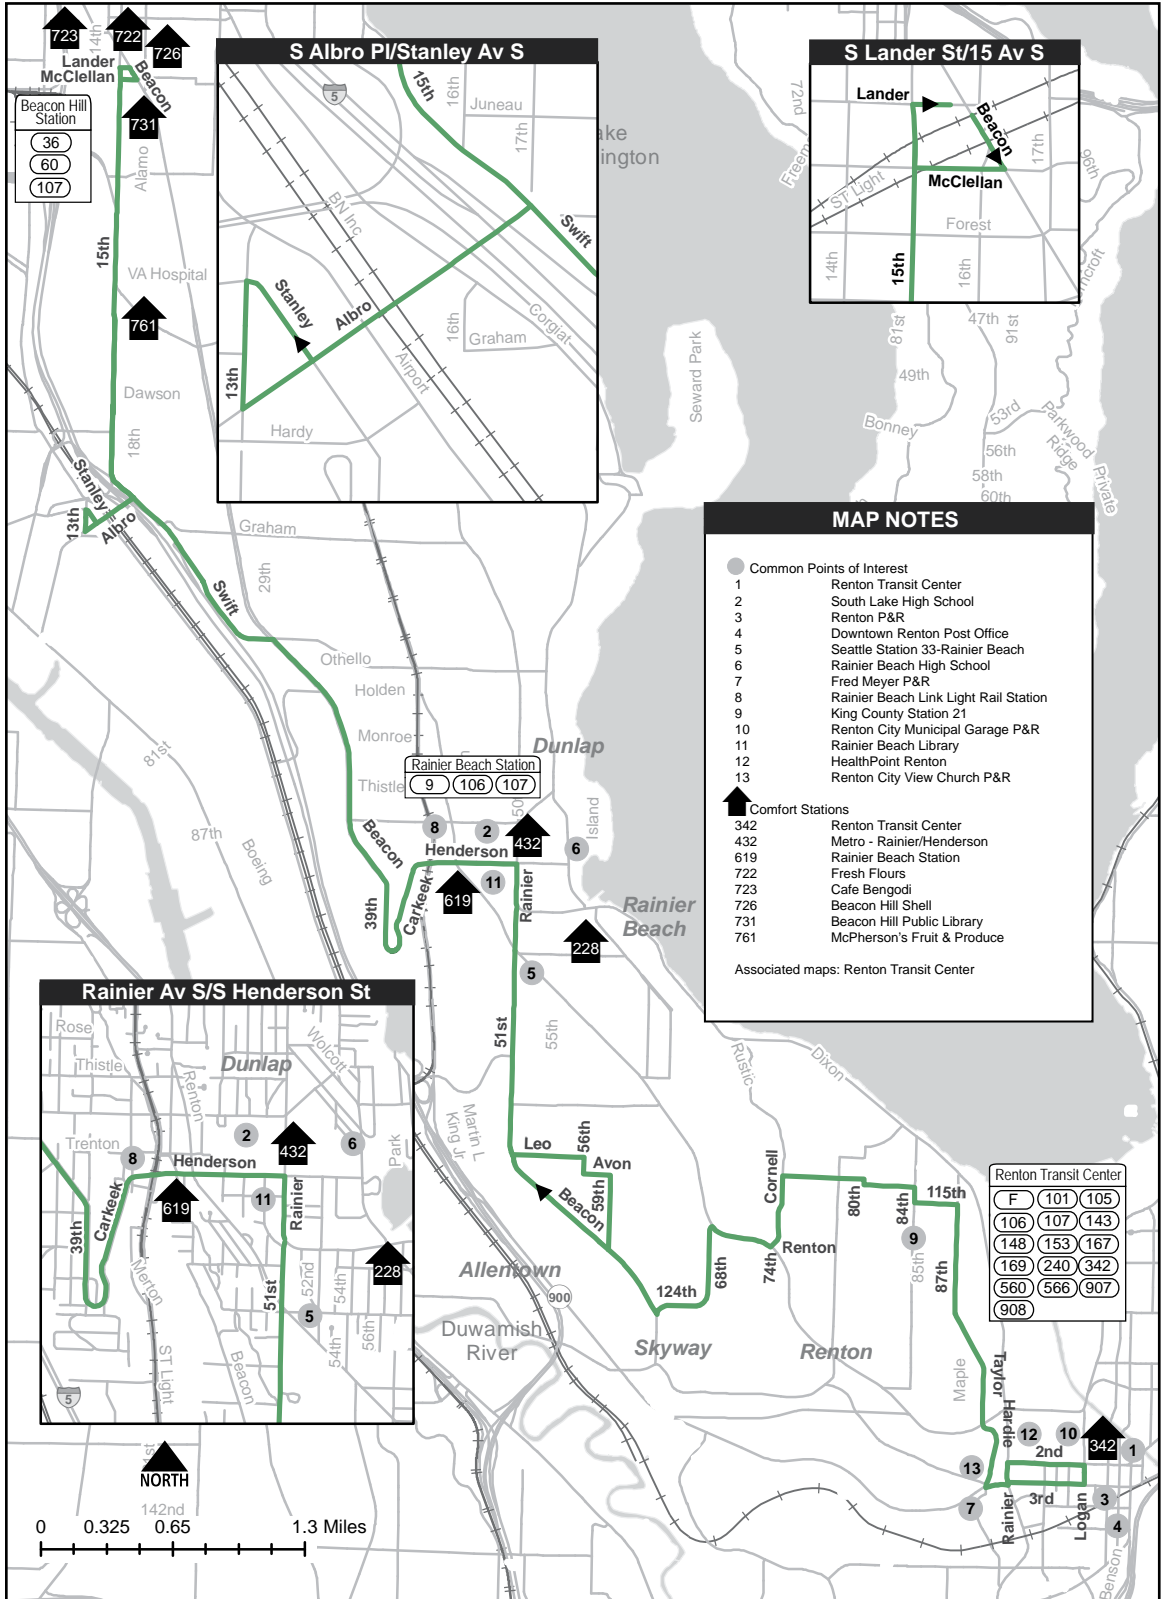 723
722
726
14th
Lander
McClellan
Beacon
Beacon Hill
Station
36
60
107
731
Alamo
15th
VA Hospital
761
Dawson
18th
Stanley
13th
Albro
S Albro Pl/Stanley Av S
5
15th
16th
Juneau
17th
BN Inc
Swift
Stanley
Albro
Corgiat
16th
Graham
Airport
13th
Hardy
ake
ington
S Lander St/15 Av S
Lander
Beacon
17th
McClellan
ST Light
Forest
14th
15th
16th
72nd
Freem
96th
rncroft
81st
47th
91st
49th
Bonney
53rd
Parkwood
Ridge
56th
58th
60th
Private
Seward Park
Graham
29th
Swift
Othello
Holden
Monroe
Thistle
Dunlap
Rainier Beach Station
9
106
107
50
Island
8
2
432
6
Beacon
Henderson
11
619
Rainier
Carkeek
39th
Rainier
Beach
228
5
81st
87th
Boeing
51st
55th
Martin L
King Jr
MAP NOTES
Common Points of Interest
1 Renton Transit Center
2 South Lake High School
3 Renton P&R
4 Downtown Renton Post Office
5 Seattle Station 33-Rainier Beach
6 Rainier Beach High School
7 Fred Meyer P&R
8 Rainier Beach Link Light Rail Station
9 King County Station 21
10 Renton City Municipal Garage P&R
11 Rainier Beach Library
12 HealthPoint Renton
13 Renton City View Church P&R
Comfort Stations
342 Renton Transit Center
432 Metro - Rainier/Henderson
619 Rainier Beach Station
722 Fresh Flours
723 Cafe Bengodi
726 Beacon Hill Shell
731 Beacon Hill Public Library
761 McPherson's Fruit & Produce
Associated maps: Renton Transit Center
Rainier Av S/S Henderson St
Rose
Thistle
Dunlap
Wolcott
Renton
Trenton
8
2
432
6
Park
Henderson
Carkeek
39th
619
11
Rainier
228
Merton
51st
52nd
54th
5
54th
56th
ST Light
Beacon
5
Rustic
Dixon
Leo
56th
Avon
59th
Beacon
Cornell
80th
84th
115th
9
85th
87th
Renton
74th
68th
124th
Allentown
900
Duwamish
River
Skyway
Renton
Maple
Renton Transit Center
F
101
105
106
107
143
148
153
167
169
240
342
560
566
907
908
Taylor
Hardie
12
10
342
1
2nd
13
7
Rainier
3rd
Logan
3
4
Benson
1st
NORTH
142nd
0 0.325 0.65 1.3 Miles